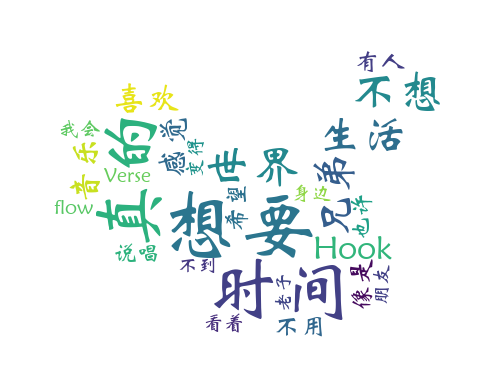 有人
不想
喜欢
我会
真的
感觉
变得
世界
生活
音乐
Verse
flow
想要
希望
身边
兄弟
也许
说唱
Hook
不到
时间
老子
像是
朋友
看着
不用